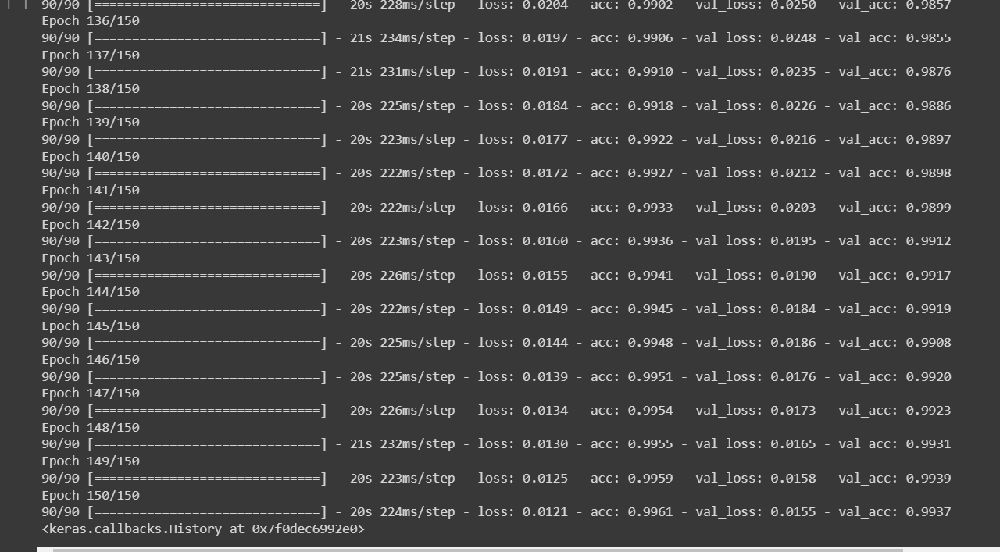 [ ] 90/90 [==============================] - 20s 228ms/step - loss: 0.0204 - acc: 0.9902 - val_loss: 0.0250 - val_acc: 0.9857
Epoch 136/150
90/90 [==============================] - 21s 234ms/step - loss: 0.0197 - acc: 0.9906 - val_loss: 0.0248 - val_acc: 0.9855
Epoch 137/150
90/90 [==============================] - 21s 231ms/step - loss: 0.0191 - acc: 0.9910 - val_loss: 0.0235 - val_acc: 0.9876
Epoch 138/150
90/90 [==============================] - 20s 225ms/step - loss: 0.0184 - acc: 0.9918 - val_loss: 0.0226 - val_acc: 0.9886
Epoch 139/150
90/90 [==============================] - 20s 223ms/step - loss: 0.0177 - acc: 0.9922 - val_loss: 0.0216 - val_acc: 0.9897
Epoch 140/150
90/90 [==============================] - 20s 222ms/step - loss: 0.0172 - acc: 0.9927 - val_loss: 0.0212 - val_acc: 0.9898
Epoch 141/150
90/90 [==============================] - 20s 222ms/step - loss: 0.0166 - acc: 0.9933 - val_loss: 0.0203 - val_acc: 0.9899
Epoch 142/150
90/90 [==============================] - 20s 223ms/step - loss: 0.0160 - acc: 0.9936 - val_loss: 0.0195 - val_acc: 0.9912
Epoch 143/150
90/90 [==============================] - 20s 226ms/step - loss: 0.0155 - acc: 0.9941 - val_loss: 0.0190 - val_acc: 0.9917
Epoch 144/150
90/90 [==============================] - 20s 222ms/step - loss: 0.0149 - acc: 0.9945 - val_loss: 0.0184 - val_acc: 0.9919
Epoch 145/150
90/90 [==============================] - 20s 225ms/step - loss: 0.0144 - acc: 0.9948 - val_loss: 0.0186 - val_acc: 0.9908
Epoch 146/150
90/90 [==============================] - 20s 225ms/step - loss: 0.0139 - acc: 0.9951 - val_loss: 0.0176 - val_acc: 0.9920
Epoch 147/150
90/90 [==============================] - 20s 226ms/step - loss: 0.0134 - acc: 0.9954 - val_loss: 0.0173 - val_acc: 0.9923
Epoch 148/150
90/90 [==============================] - 21s 232ms/step - loss: 0.0130 - acc: 0.9955 - val_loss: 0.0165 - val_acc: 0.9931
Epoch 149/150
90/90 [==============================] - 20s 223ms/step - loss: 0.0125 - acc: 0.9959 - val_loss: 0.0158 - val_acc: 0.9939
Epoch 150/150
90/90 [==============================] - 20s 224ms/step - loss: 0.0121 - acc: 0.9961 - val_loss: 0.0155 - val_acc: 0.9937
<keras.callbacks.History at 0x7f0dec6992e0>